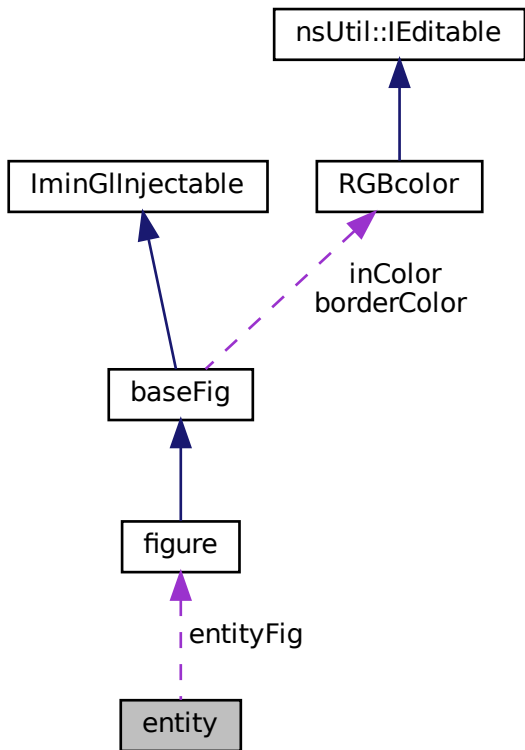 nsUtil::IEditable
IminGlInjectable
RGBcolor
inColor
borderColor
baseFig
figure
entityFig
entity